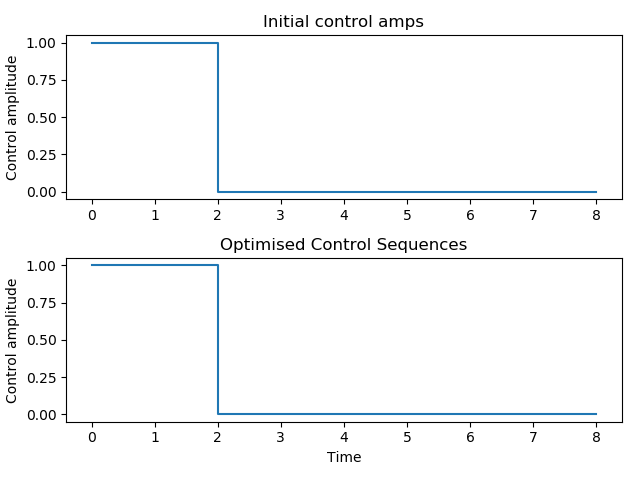 Initial control amps
Control amplitude
1.00
0.75
0.50
0.25
0.00
0 1 2 3 4 5 6 7 8
Optimised Control Sequences
Control amplitude
1.00
0.75
0.50
0.25
0.00
0 1 2 3 4 5 6 7 8
Time